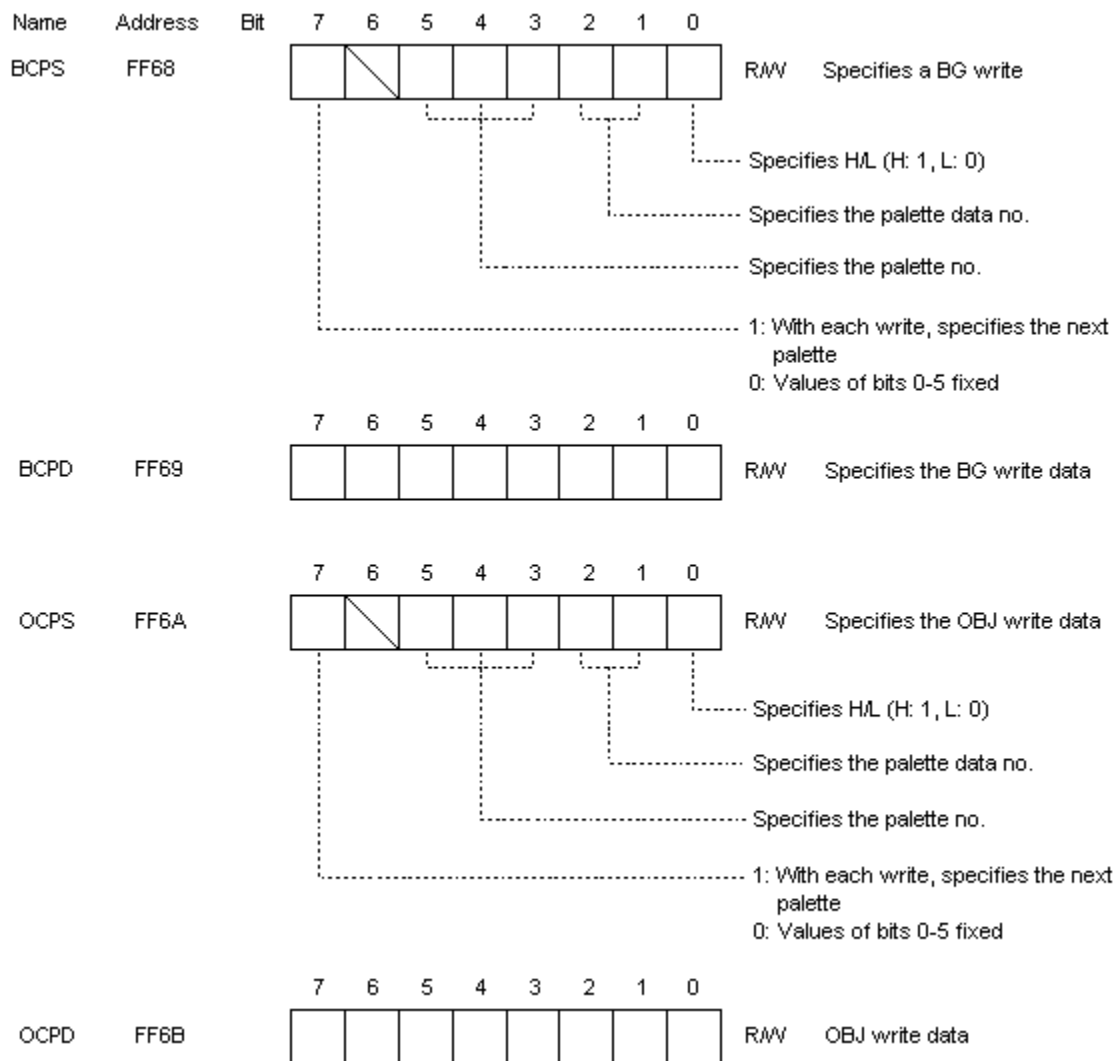 Name Address Bit 7 6 5 4 3 2 1 0
BCPS FF68 R/W Specifies a BG write
Specifies H/L (H: 1, L: 0)
Specifies the palette data no.
Specifies the palette no.
1: With each write, specifies the next
palette
0: Values of bits 0-5 fixed
7 6 5 4 3 2 1 0
BCPD FF69 R/W Specifies the BG write data
7 6 5 4 3 2 1 0
OCPS FF6A R/W Specifies the OBJ write data
Specifies H/L (H: 1, L: 0)
Specifies the palette data no.
Specifies the palette no.
1: With each write, specifies the next
palette
0: Values of bits 0-5 fixed
7 6 5 4 3 2 1 0
OCPD FF6B R/W OBJ write data